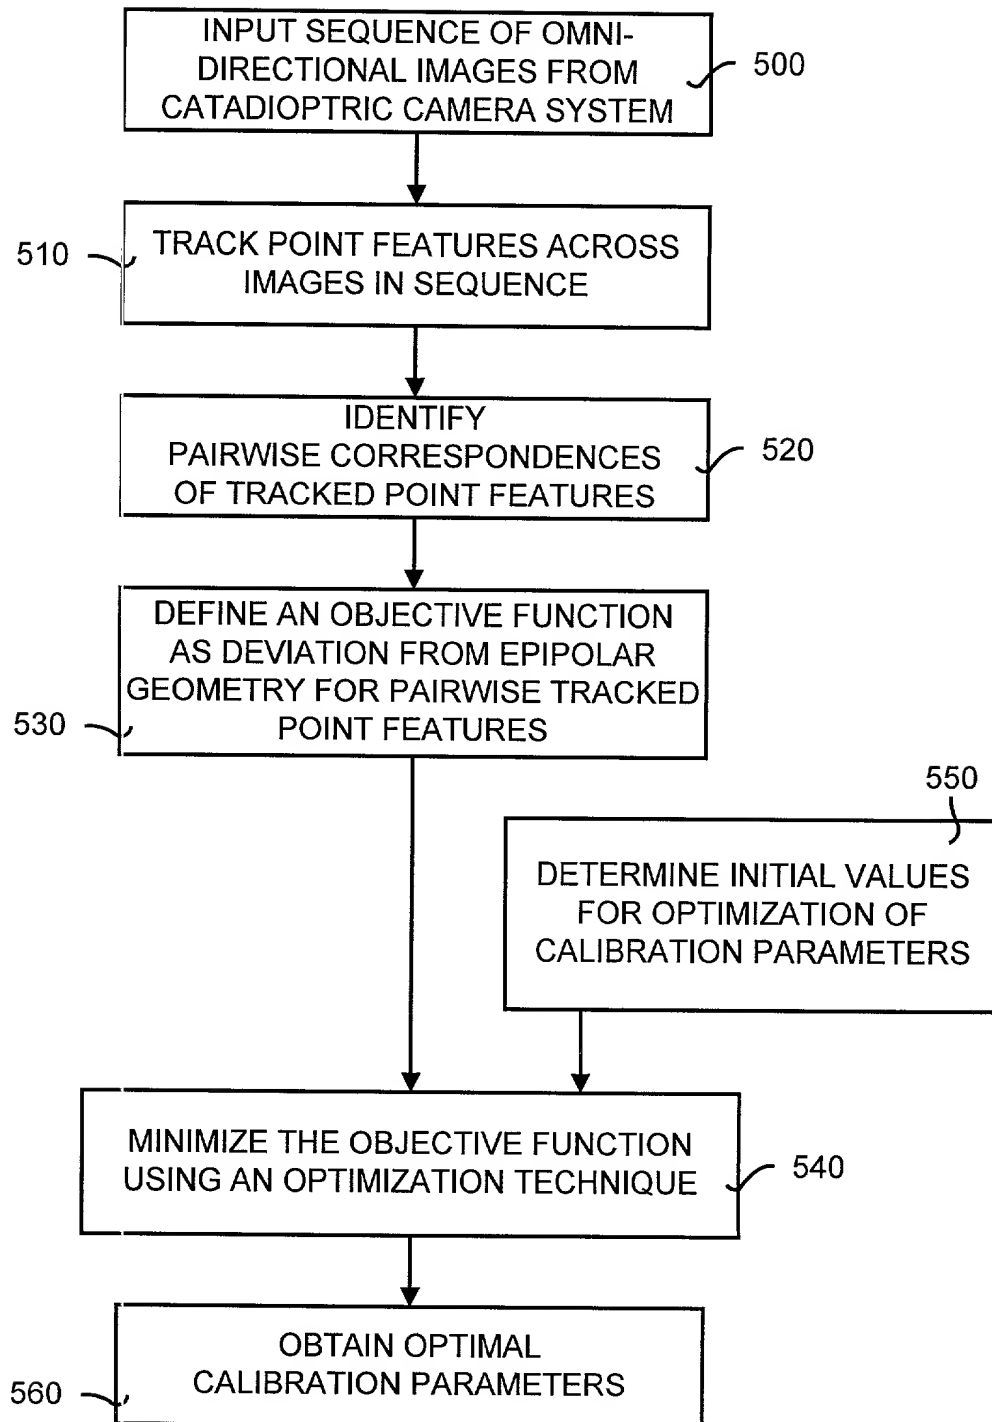 INPUT SEQUENCE OF OMNI-
DIRECTIONAL IMAGES FROM
CATADIOPTRIC CAMERA SYSTEM
500
TRACK POINT FEATURES ACROSS
IMAGES IN SEQUENCE
510
IDENTIFY
PAIRWISE CORRESPONDENCES
OF TRACKED POINT FEATURES
520
DEFINE AN OBJECTIVE FUNCTION
AS DEVIATION FROM EPIPOLAR
GEOMETRY FOR PAIRWISE TRACKED
POINT FEATURES
530
550
DETERMINE INITIAL VALUES
FOR OPTIMIZATION OF
CALIBRATION PARAMETERS
MINIMIZE THE OBJECTIVE FUNCTION
USING AN OPTIMIZATION TECHNIQUE
540
OBTAIN OPTIMAL
CALIBRATION PARAMETERS
560